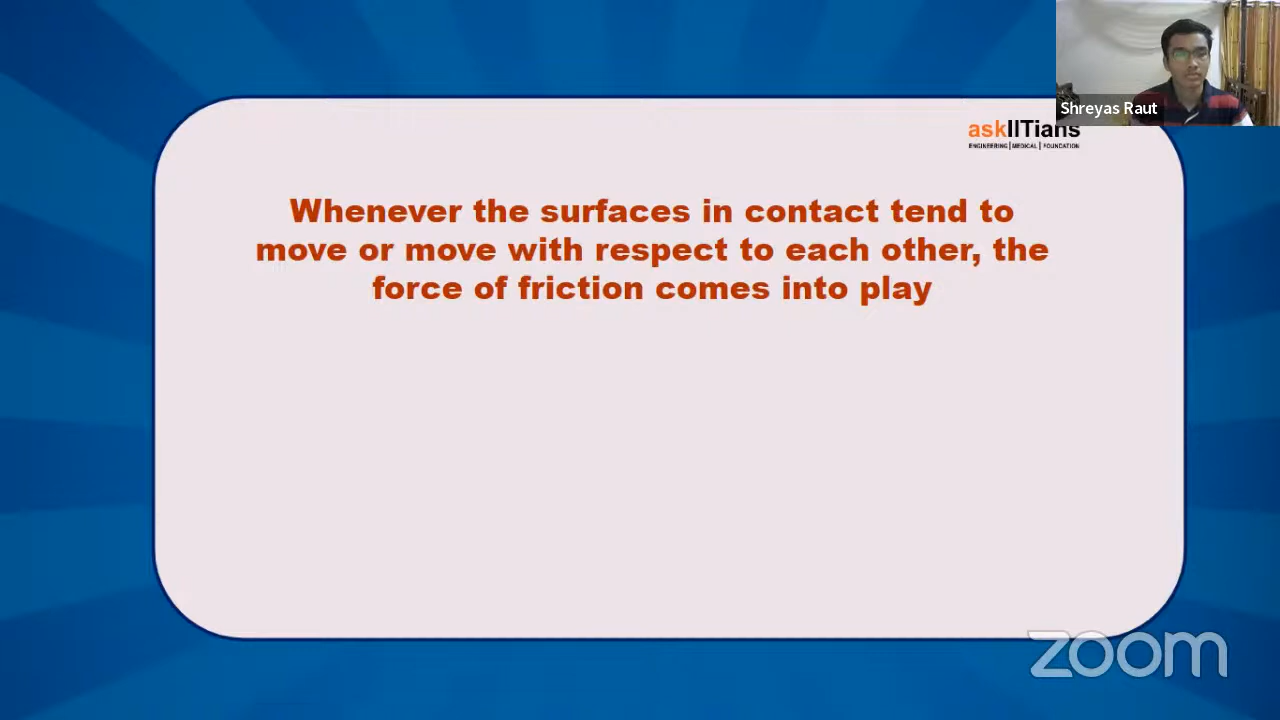 Shreyas Raut
askIITians
ENGINEERING | MEDICAL | FOUNDATION
Whenever the surfaces in contact tend to
move or move with respect to each other, the
force of friction comes into play
zoom